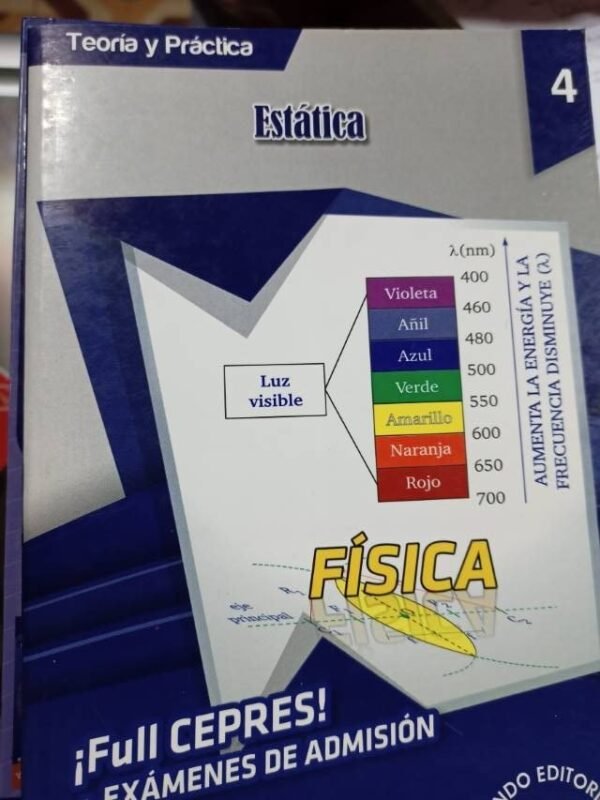 Teoría y Práctica
4
Estática
λ(nm)
400
Violeta
460
Añil
480
Azul
500
Luz
visible
Verde
550
Amarillo
600
Naranja
650
Rojo
700
AUMENTA LA ENERGÍA Y LA
FRECUENCIA DISMINUYE (λ)
FÍSICA
eje
principal
C₂
¡Full CEPRES!
EXÁMENES DE ADMISIÓN